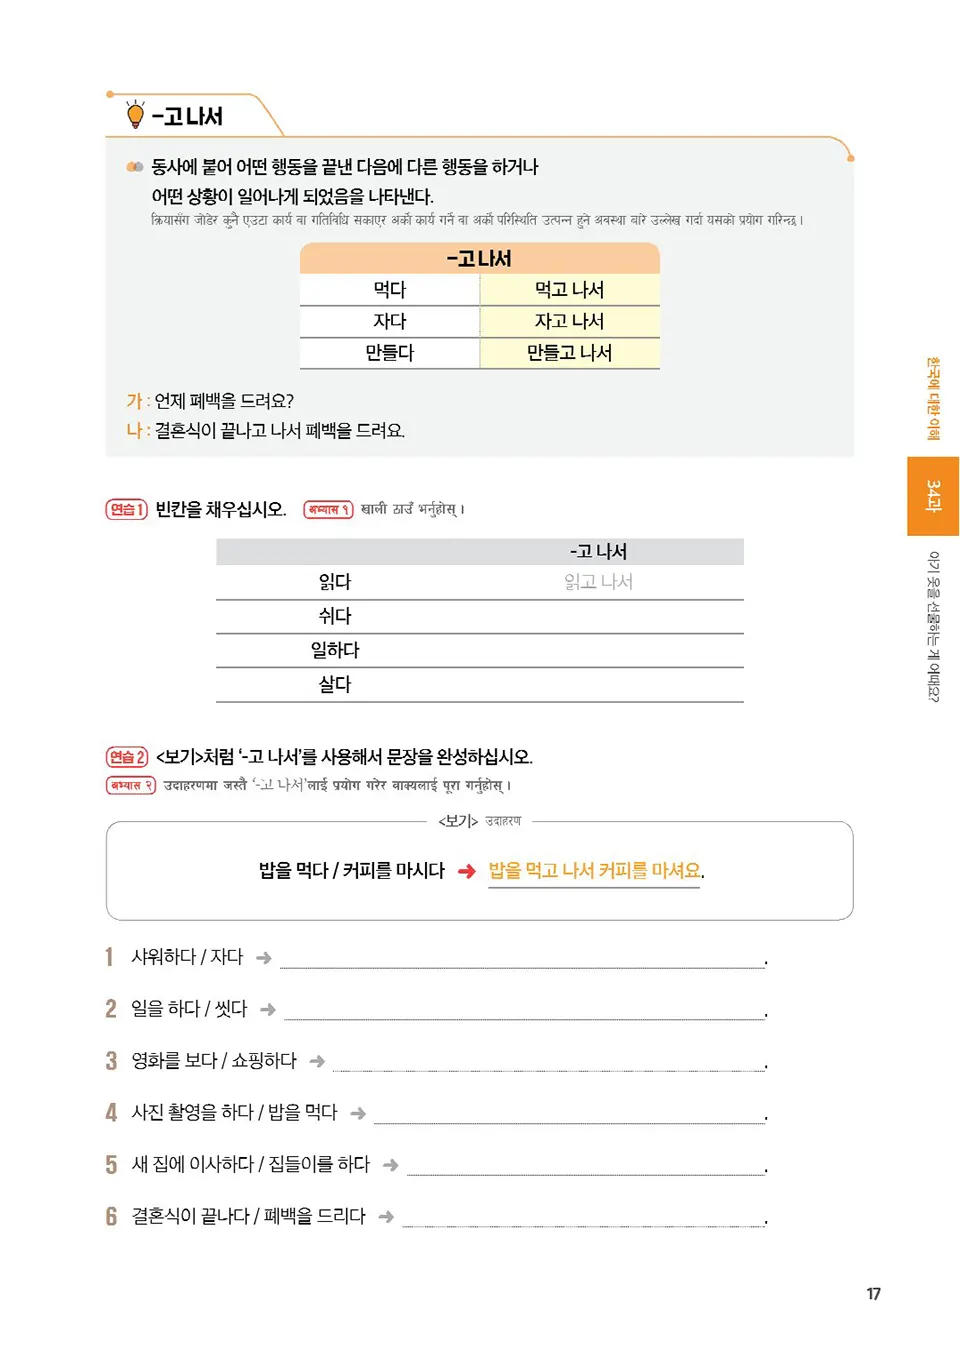 -고 나서
동사에 붙어 어떤 행동을 끝낸 다음에 다른 행동을 하거나
어떤 상황이 일어나게 되었음을 나타낸다.
क्रियासँग जोडेर कुनै एउटा कार्य वा गतिविधि सकाएर अर्को कार्य गर्ने वा अर्को परिस्थिति उत्पन्न हुने अवस्था बारे उल्लेख गर्दा यसको प्रयोग गरिन्छ।
-고 나서
먹다 먹고 나서
자다 자고 나서
만들다 만들고 나서
가 : 언제 폐백을 드려요?
나 : 결혼식이 끝나고 나서 폐백을 드려요.
연습 1 빈칸을 채우십시오. अभ्यास १ खाली ठाउँ भर्नुहोस्।
-고 나서
읽다 읽고 나서
쉬다
일하다
살다
연습 2 <보기>처럼 ‘-고 나서’를 사용해서 문장을 완성하십시오.
अभ्यास २ उदाहरणमा जस्तै ‘-고 나서’लाई प्रयोग गरेर वाक्यलाई पूरा गर्नुहोस्।
<보기> उदाहरण
밥을 먹다 / 커피를 마시다 ➜ 밥을 먹고 나서 커피를 마셔요.
1 샤워하다 / 자다 ➜ .
2 일을 하다 / 씻다 ➜ .
3 영화를 보다 / 쇼핑하다 ➜ .
4 사진 촬영을 하다 / 밥을 먹다 ➜ .
5 새 집에 이사하다 / 집들이를 하다 ➜ .
6 결혼식이 끝나다 / 폐백을 드리다 ➜ .
한국에 대한 이해
34과
아기 옷을 선물하는 게 어때요?
17